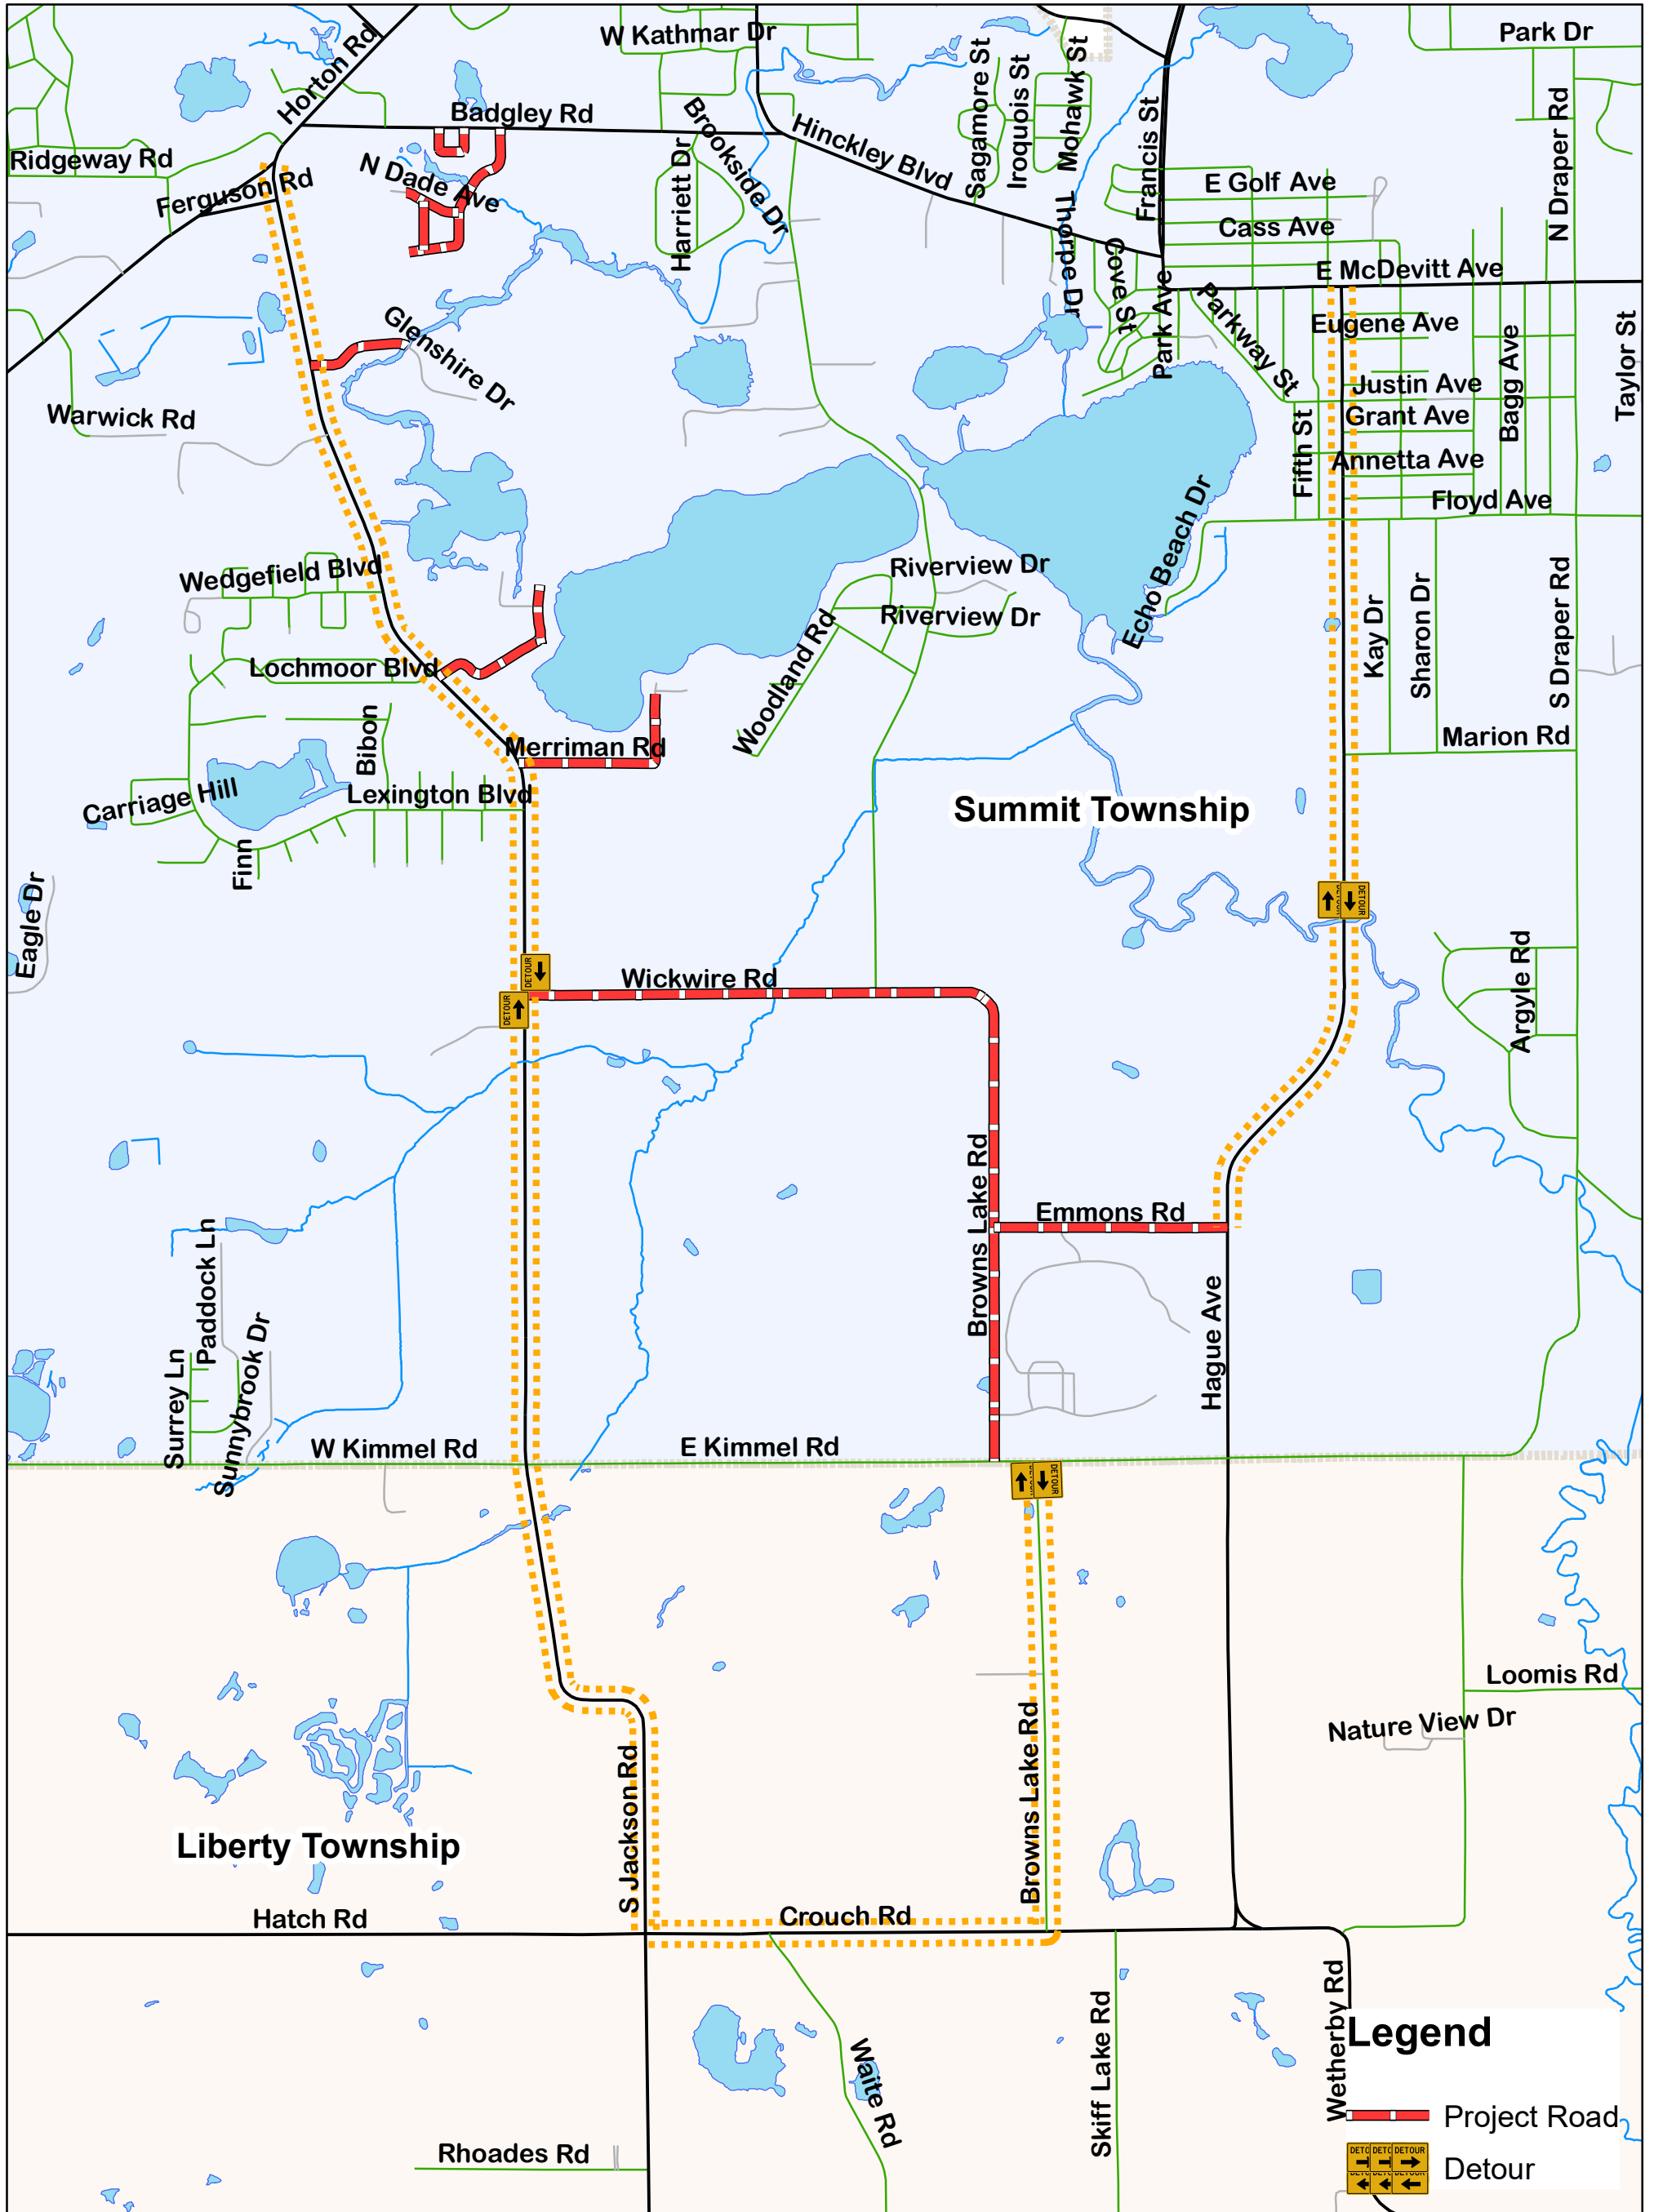 W Kathmar Dr
Park Dr
Horton Rd
Badgley Rd
Brookside Dr
Hinckley Blvd
Sagamore St
Iroquois St
Mohawk St
Francis St
N Draper Rd
Ridgeway Rd
Ferguson Rd
N Dade Ave
Harriett Dr
Thorpe Dr
E Golf Ave
Cass Ave
Cove St
Park Ave
E McDevitt Ave
Parkway St
Eugene Ave
Bagg Ave
Taylor St
Glenshire Dr
Justin Ave
Warwick Rd
Grant Ave
Fifth St
Annetta Ave
Floyd Ave
Echo Beach Dr
Wedgefield Blvd
Riverview Dr
Riverview Dr
Woodland Rd
Kay Dr
Sharon Dr
S Draper Rd
Lochmoor Blvd
Bibon
Merriman Rd
Marion Rd
Carriage Hill
Lexington Blvd
Summit Township
Finn
Eagle Dr
DETOUR
DETOUR
Wickwire Rd
DETOUR
DETOUR
Argyle Rd
Browns Lake Rd
Emmons Rd
Paddock Ln
Hague Ave
Surrey Ln
Sunnybrook Dr
W Kimmel Rd
E Kimmel Rd
DETOUR
DETOUR
Loomis Rd
Nature View Dr
S Jackson Rd
Browns Lake Rd
Liberty Township
Hatch Rd
Crouch Rd
Waite Rd
Skiff Lake Rd
Wetherby Rd
Rhoades Rd
Legend
Project Road
DETOUR
Detour